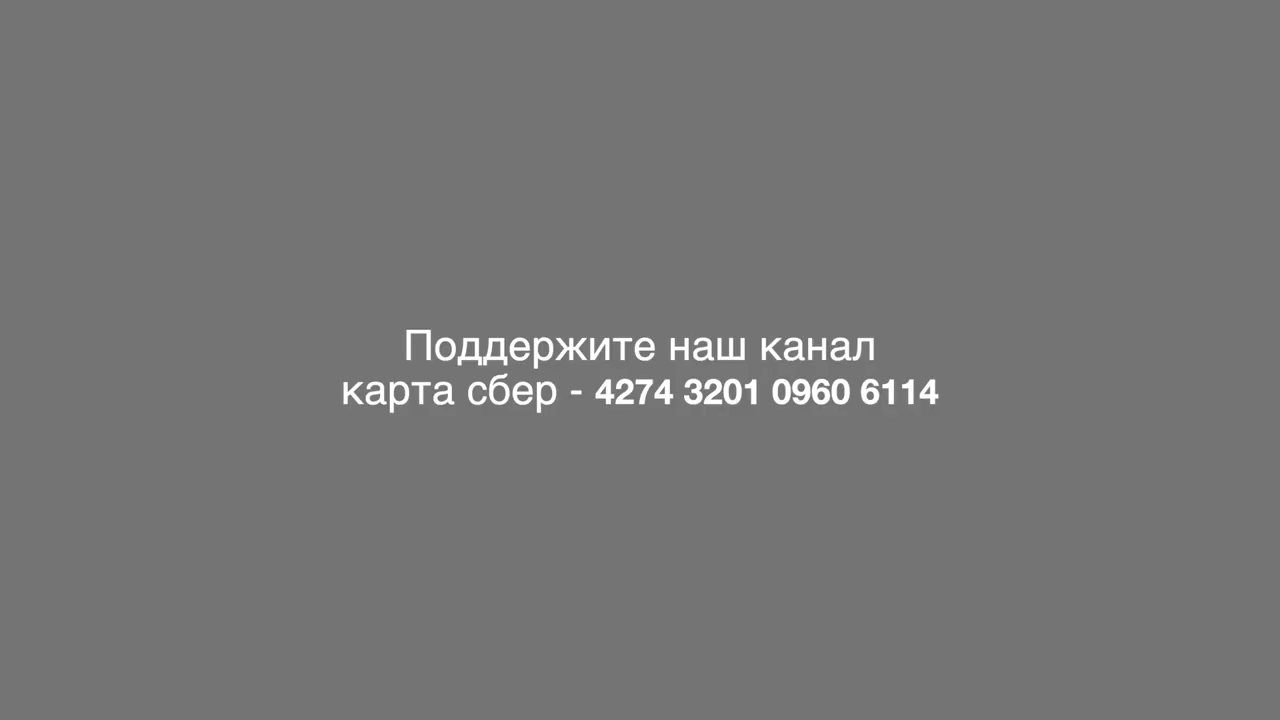 Поддержите наш канал
карта сбер - 4274 3201 0960 6114